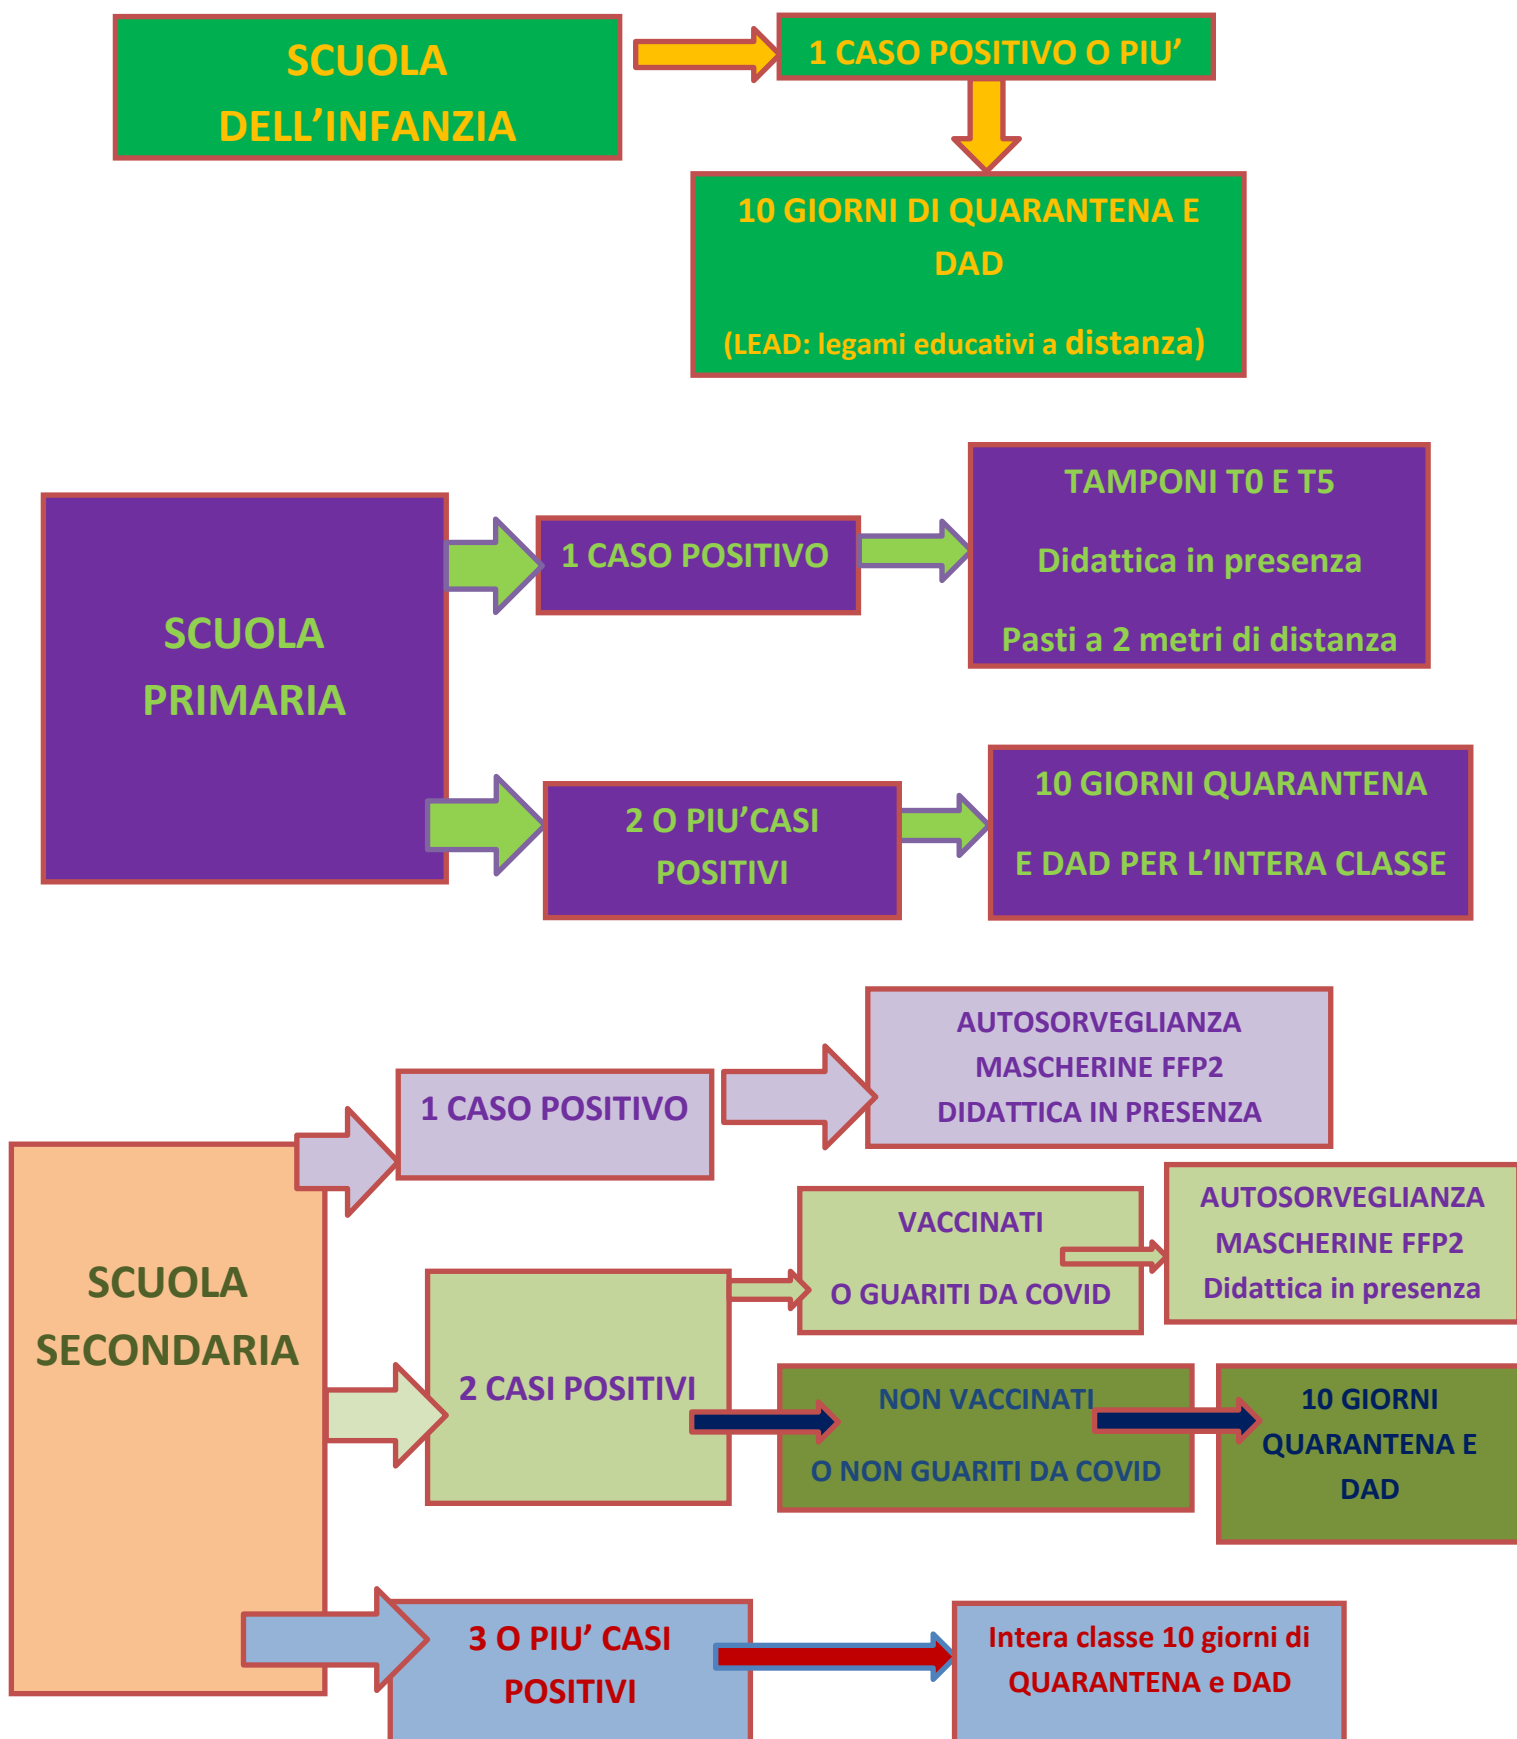 SCUOLA
DELL’INFANZIA
1 CASO POSITIVO O PIU’
10 GIORNI DI QUARANTENA E
DAD
(LEAD: legami educativi a distanza)
SCUOLA
PRIMARIA
1 CASO POSITIVO
TAMPONI T0 E T5
Didattica in presenza
Pasti a 2 metri di distanza
2 O PIU’CASI
POSITIVI
10 GIORNI QUARANTENA
E DAD PER L’INTERA CLASSE
SCUOLA
SECONDARIA
1 CASO POSITIVO
AUTOSORVEGLIANZA
MASCHERINE FFP2
DIDATTICA IN PRESENZA
2 CASI POSITIVI
VACCINATI
O GUARITI DA COVID
AUTOSORVEGLIANZA
MASCHERINE FFP2
Didattica in presenza
NON VACCINATI
O NON GUARITI DA COVID
10 GIORNI
QUARANTENA E
DAD
3 O PIU’ CASI
POSITIVI
Intera classe 10 giorni di
QUARANTENA e DAD